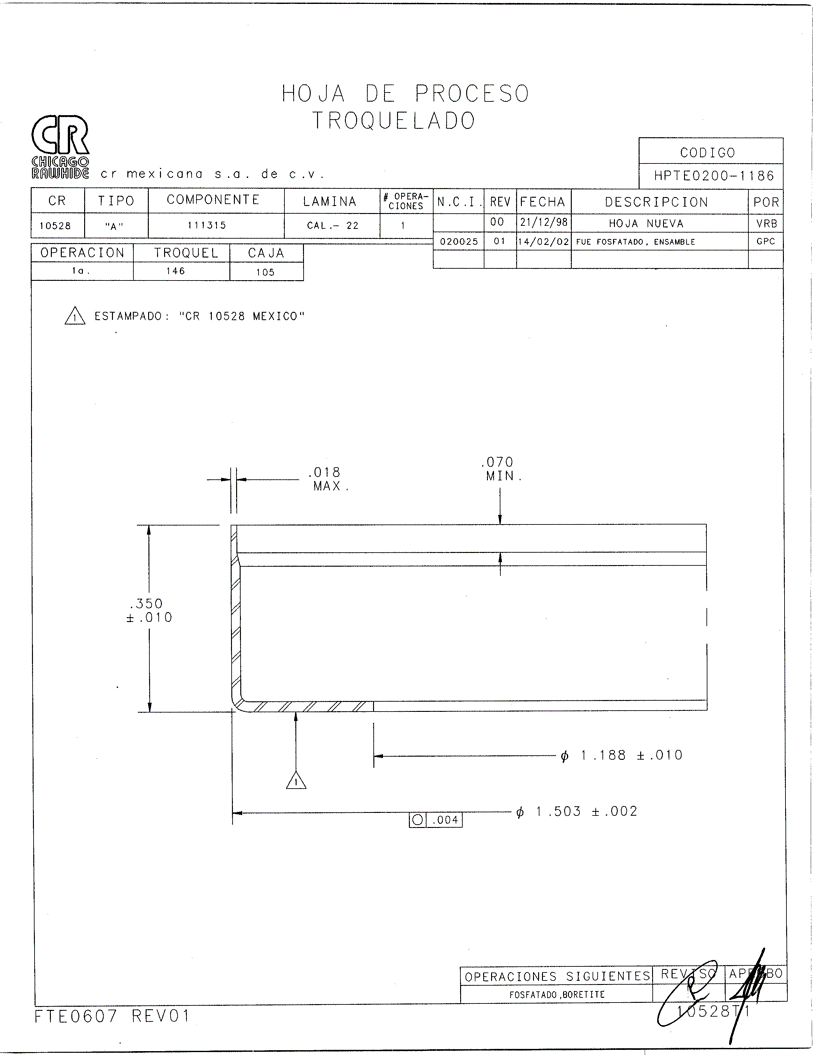 HOJA DE PROCESO
TROQUELADO
CR
CHICAGO
RAWHIDE
cr mexicana s.a. de c.v.
CODIGO
HPTE0200-1186
CR TIPO COMPONENTE LAMINA # OPERA-CIONES N.C.I. REV FECHA DESCRIPCION POR
10528 "A" 111315 CAL.- 22 1 00 21/12/98 HOJA NUEVA VRB
020025 01 14/02/02 FUE FOSFATADO, ENSAMBLE GPC
OPERACION TROQUEL CAJA
1a. 146 105
1 ESTAMPADO: "CR 10528 MEXICO"
.018
MAX.
.070
MIN.
.350
±.010
ϕ 1.188 ±.010
1
ϕ 1.503 ±.002
○ .004
OPERACIONES SIGUIENTES REVISO APROBO
FOSFATADO,BORETITE
FTE0607 REV01
10528T1